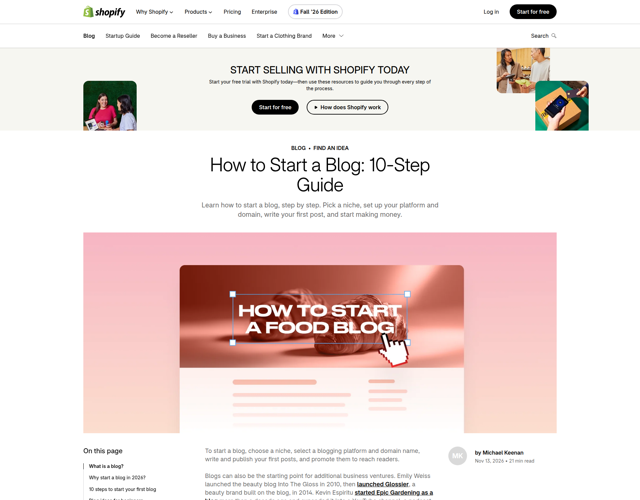 shopify
Why Shopify
Products
Pricing
Enterprise
Fall '26 Edition
Log in
Start for free
Blog
Startup Guide
Become a Reseller
Buy a Business
Start a Clothing Brand
More
Search
START SELLING WITH SHOPIFY TODAY
Start your free trial with Shopify today—then use these resources to guide you through every step of
the process.
Start for free
How does Shopify work
BLOG • FIND AN IDEA
How to Start a Blog: 10-Step
Guide
Learn how to start a blog, step by step. Pick a niche, set up your platform and
domain, write your first post, and start making money.
HOW TO START
A FOOD BLOG
On this page
What is a blog?
Why start a blog in 2026?
10 steps to start your first blog
To start a blog, choose a niche, select a blogging platform and domain name,
write and publish your first posts, and promote them to reach readers.
Blogs can also be the starting point for additional business ventures. Emily Weiss
launched the beauty blog Into The Gloss in 2010, then launched Glossier, a
beauty brand built on the blog, in 2014. Kevin Espiritu started Epic Gardening as a
MK
by Michael Keenan
Nov 13, 2026 • 21 min read